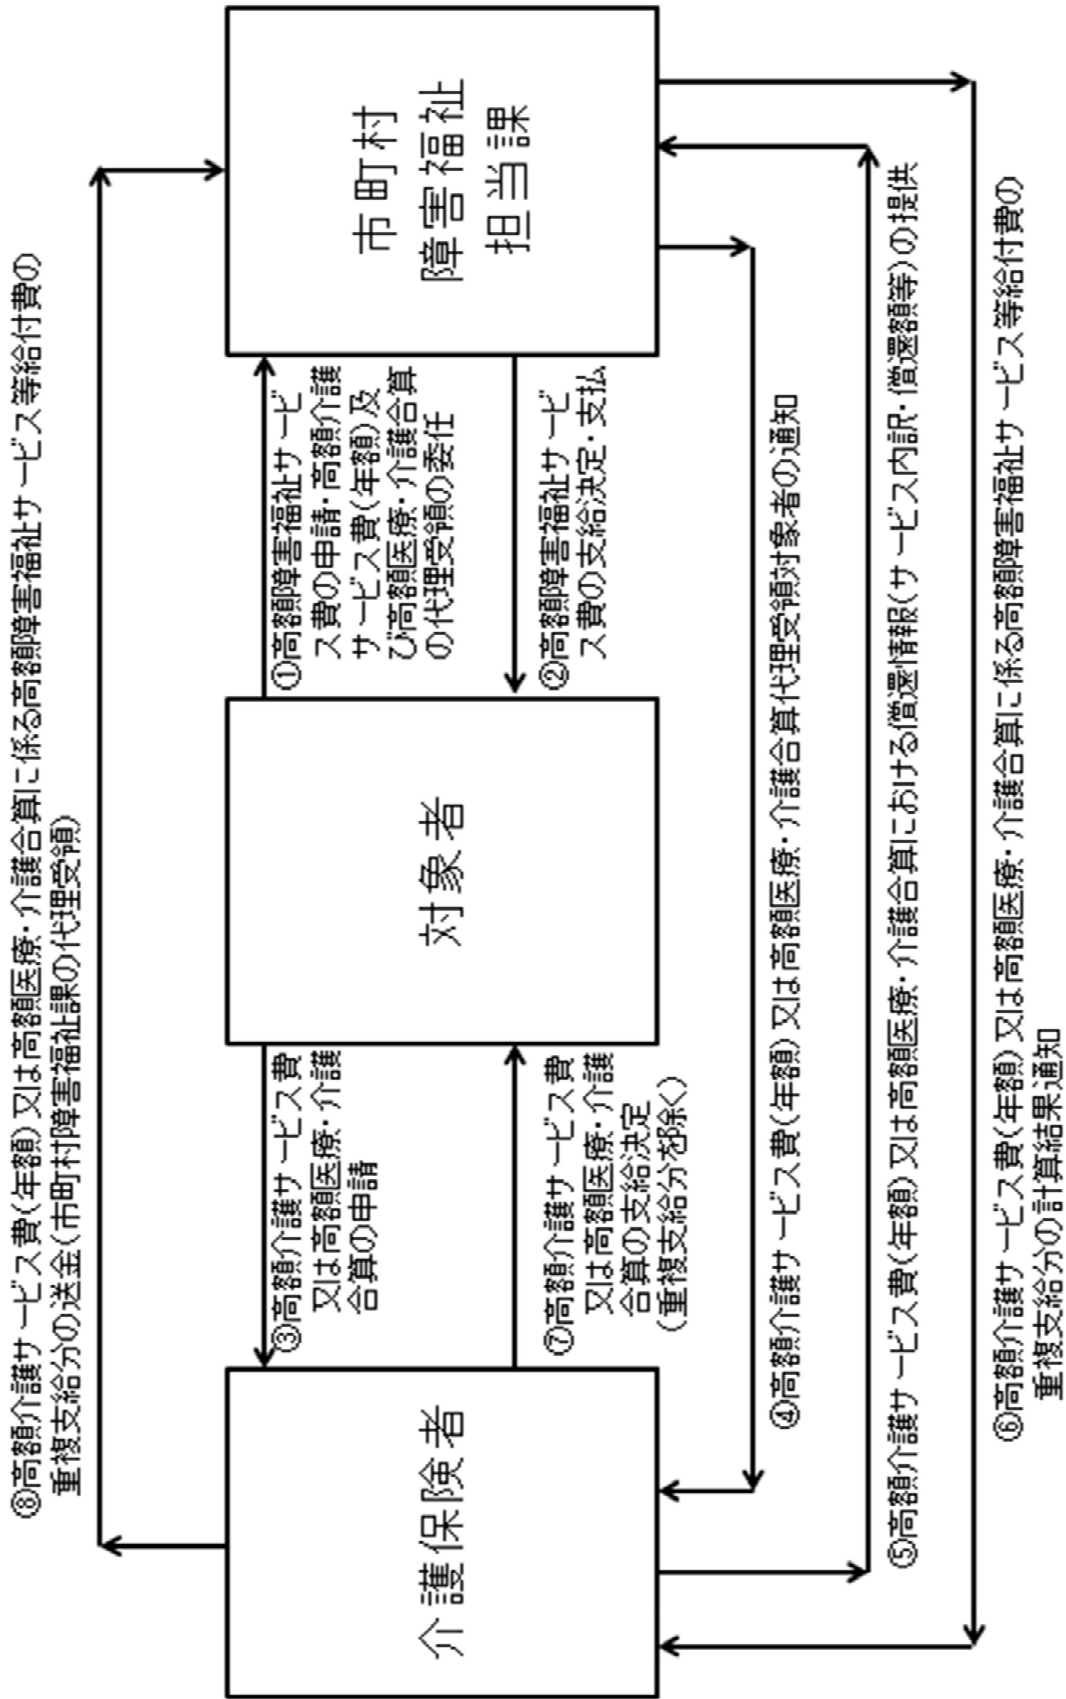 ⑧高額介護サービス費(年額)又は高額医療・介護合算に係る高額障害福祉サービス等給付費の
重複支給分の送金(市町村障害福祉課の代理受領)
介護保険者
③高額介護サービス費
又は高額医療・介護
合算の申請
⑦高額介護サービス費
又は高額医療・介護
合算の支給決定
(重複支給分を除く)
対象者
①高額障害福祉サービ
ス費の申請・高額介護
サービス費(年額)及
び高額医療・介護合算
の代理受領の委任
②高額障害福祉サービ
ス費の支給決定・支払
市町村
障害福祉
担当課
④高額介護サービス費(年額)又は高額医療・介護合算代理受領対象者の通知
⑤高額介護サービス費(年額)又は高額医療・介護合算における償還情報(サービス内訳・償還額等)の提供
⑥高額介護サービス費(年額)又は高額医療・介護合算に係る高額障害福祉サービス等給付費の
重複支給分の計算結果通知